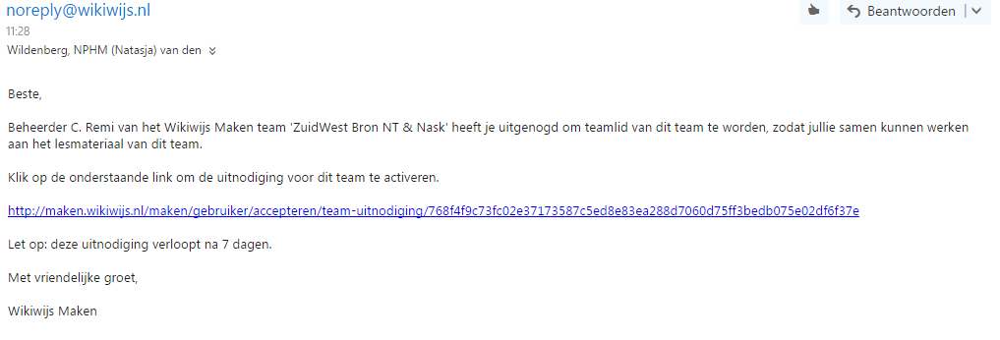 noreply@wikiwijs.nl
Beantwoorden
11:28
Wildenberg, NPHM (Natasja) van den
Beste,
Beheerder C. Remi van het Wikiwijs Maken team 'ZuidWest Bron NT & Nask' heeft je uitgenogd om teamlid van dit team te worden, zodat jullie samen kunnen werken
aan het lesmateriaal van dit team.
Klik op de onderstaande link om de uitnodiging voor dit team te activeren.
http://maken.wikiwijs.nl/maken/gebruiker/accepteren/team-uitnodiging/768f4f9c73fc02e37173587c5ed8e83ea288d7060d75ff3bedb075e02df6f37e
Let op: deze uitnodiging verloopt na 7 dagen.
Met vriendelijke groet,
Wikiwijs Maken